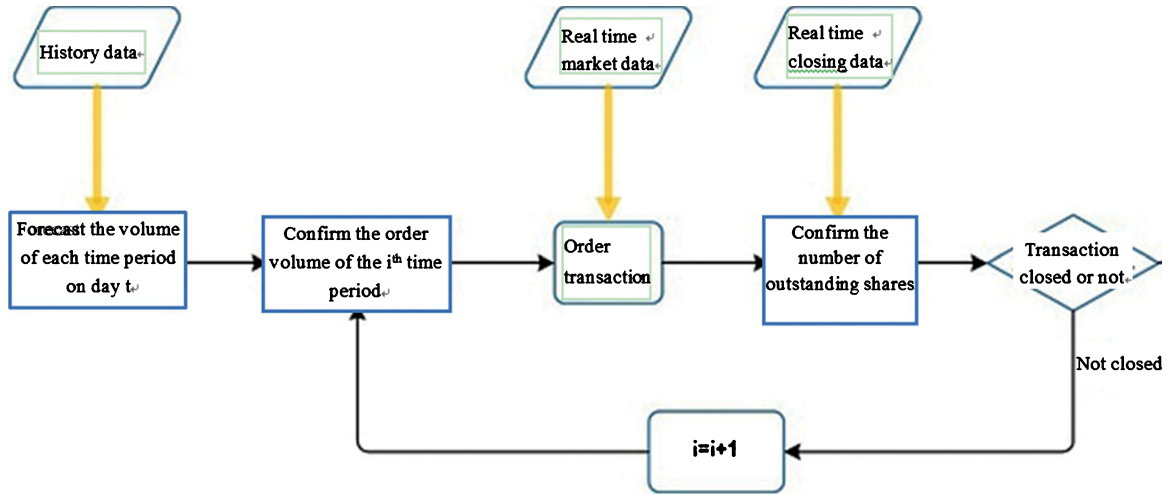 History data
Real time
market data
Real time
closing data
Forecast the volume
of each time period
on day t
Confirm the order
volume of the ith time
period
Order
transaction
Confirm the
number of
outstanding shares
Transaction
closed or not
Not closed
i=i+1